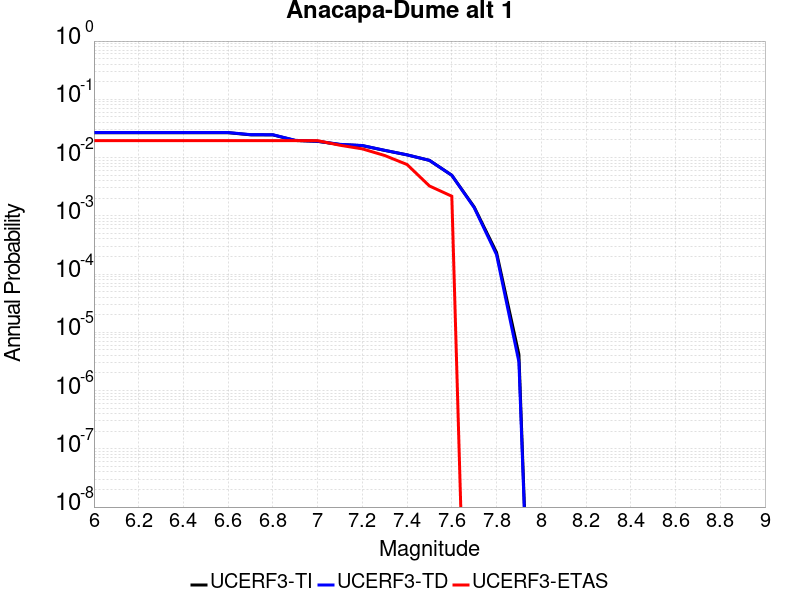 Anacapa-Dume alt 1
10^0
10^-1
10^-2
10^-3
10^-4
10^-5
10^-6
10^-7
10^-8
Annual Probability
6 6.2 6.4 6.6 6.8 7 7.2 7.4 7.6 7.8 8 8.2 8.4 8.6 8.8 9
Magnitude
UCERF3-TI UCERF3-TD UCERF3-ETAS